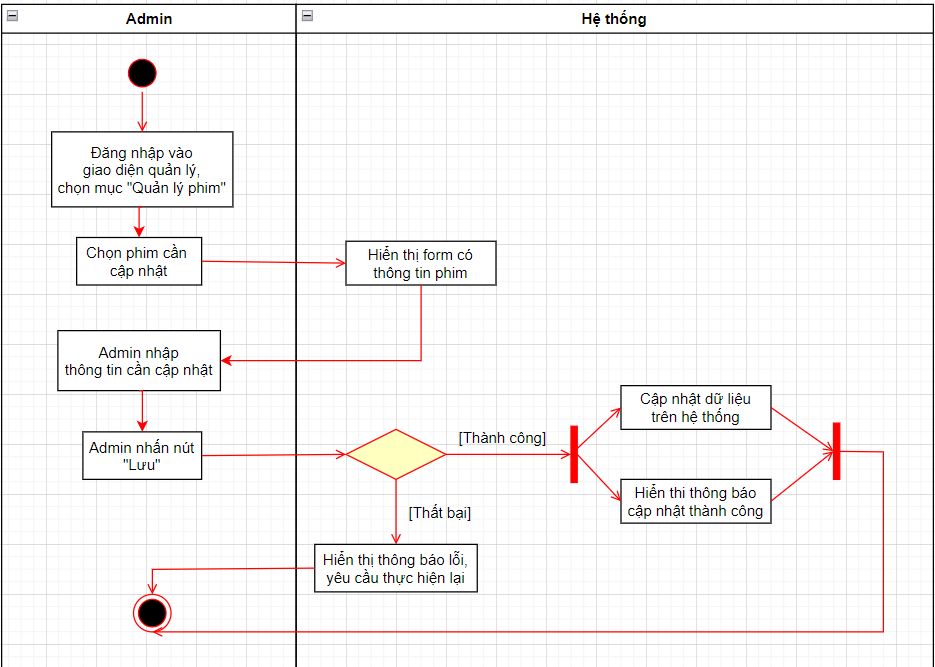 Admin
Hệ thống
Đăng nhập vào
giao diện quản lý,
chọn mục "Quản lý phim"
Chọn phim cần
cập nhật
Hiển thị form có
thông tin phim
Admin nhập
thông tin cần cập nhật
Admin nhấn nút
"Lưu"
[Thành công]
Cập nhật dữ liệu
trên hệ thống
Hiển thi thông báo
cập nhật thành công
[Thất bại]
Hiển thị thông báo lỗi,
yêu cầu thực hiện lại